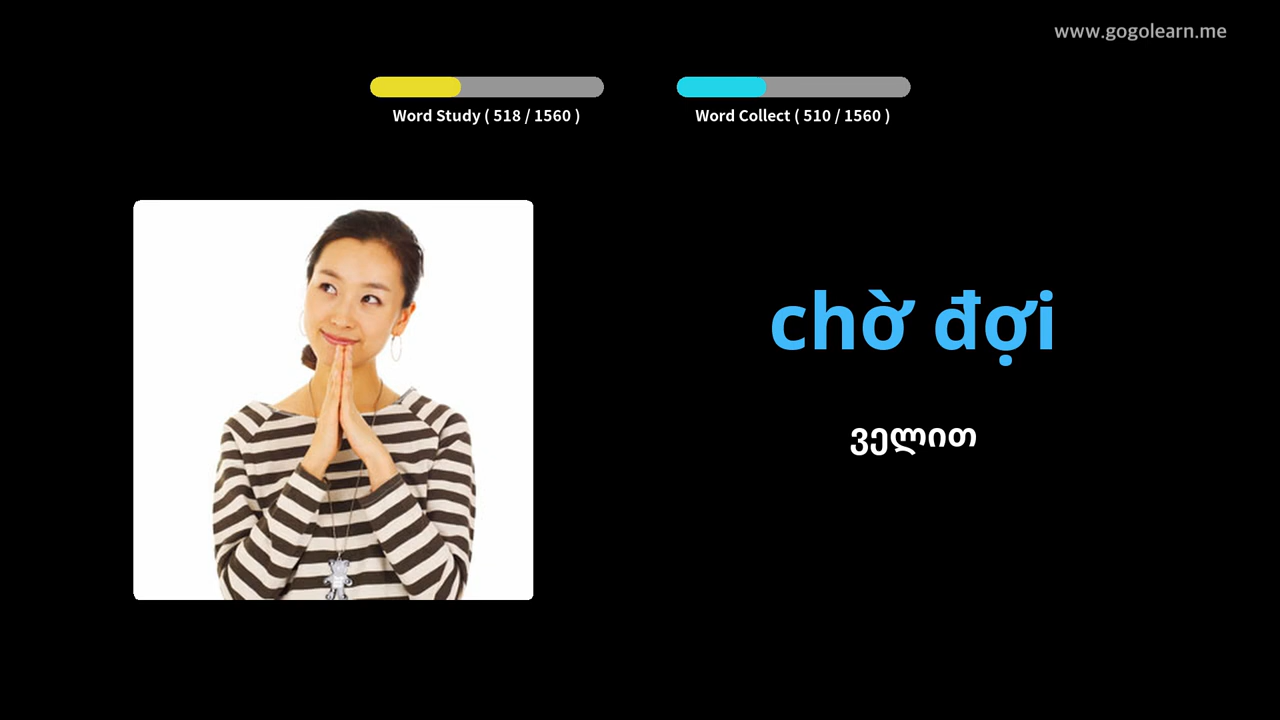 www.gogolearn.me
Word Study ( 518 / 1560 )
Word Collect ( 510 / 1560 )
chờ đợi
ველით